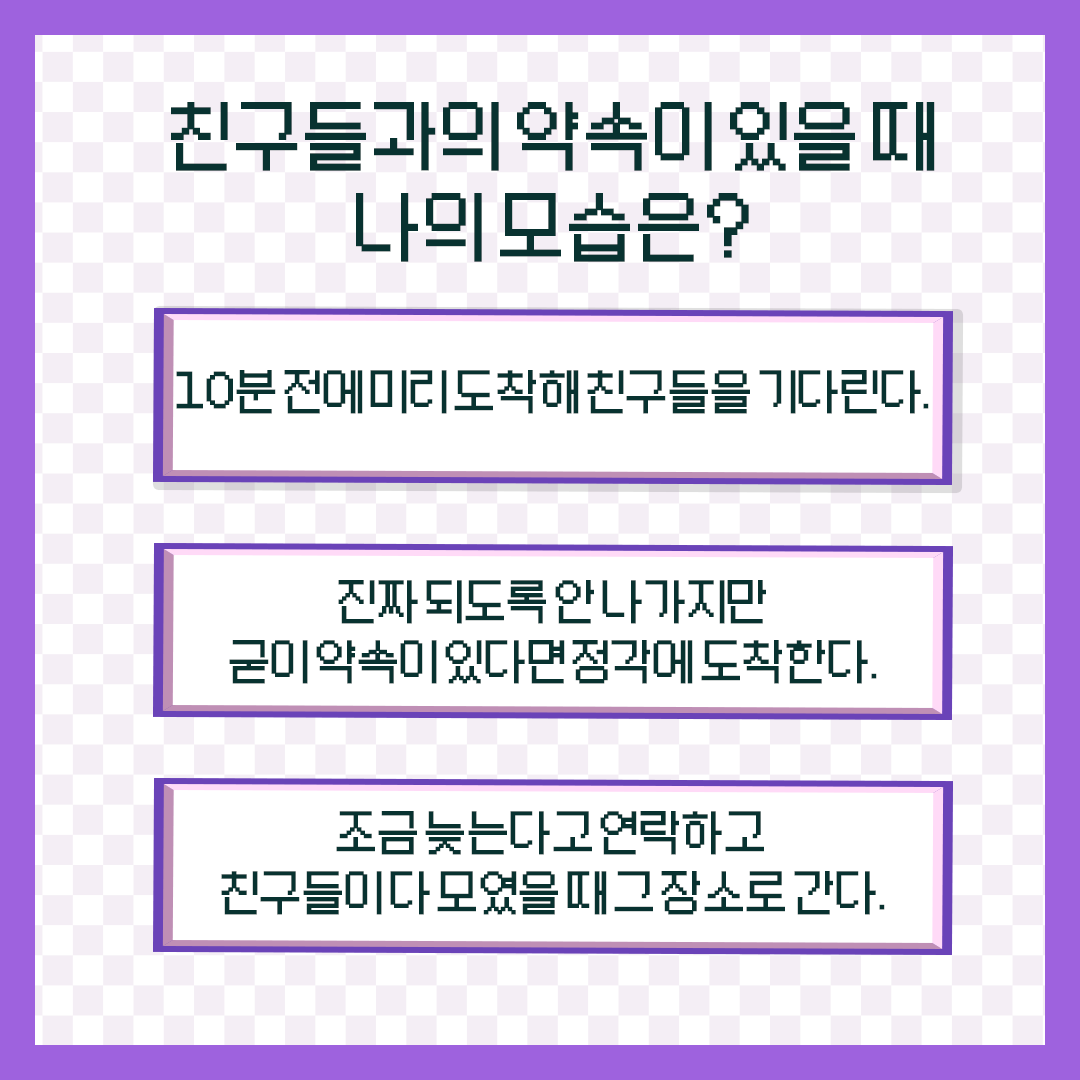 친구들과의 약속이 있을 때
나의 모습은?
10분 전에 미리 도착해 친구들을 기다린다.
진짜 되도록 안 나가지만
굳이 약속이 있다면 정각에 도착한다.
조금 늦는다고 연락하고
친구들이 다 모였을 때 그 장소로 간다.